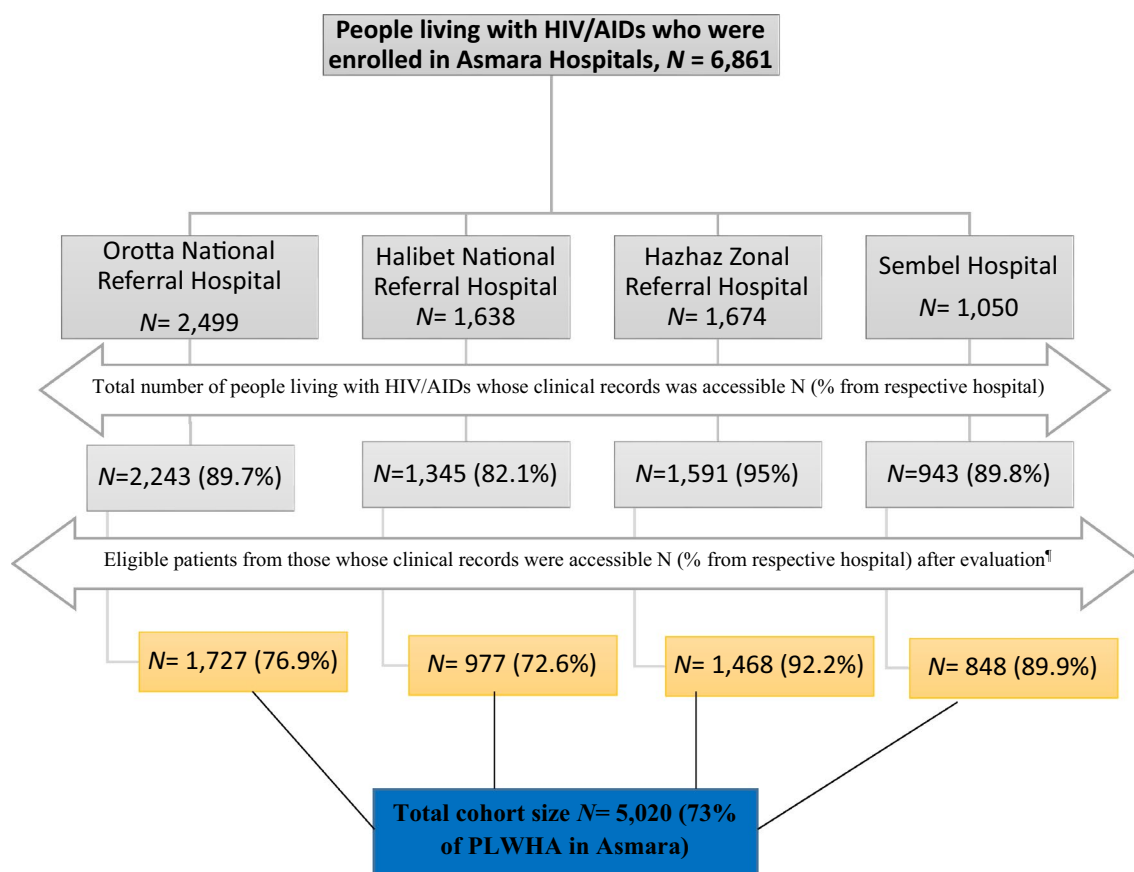 People living with HIV/AIDs who were
enrolled in Asmara Hospitals, N = 6,861
Orotta National
Referral Hospital
N= 2,499
Halibet National
Referral Hospital
N= 1,638
Hazhaz Zonal
Referral Hospital
N= 1,674
Sembel Hospital
N= 1,050
Total number of people living with HIV/AIDs whose clinical records was accessible N (% from respective hospital)
N=2,243 (89.7%)
N=1,345 (82.1%)
N=1,591 (95%)
N=943 (89.8%)
Eligible patients from those whose clinical records were accessible N (% from respective hospital) after evaluation¶
N= 1,727 (76.9%)
N= 977 (72.6%)
N= 1,468 (92.2%)
N= 848 (89.9%)
Total cohort size N= 5,020 (73%
of PLWHA in Asmara)